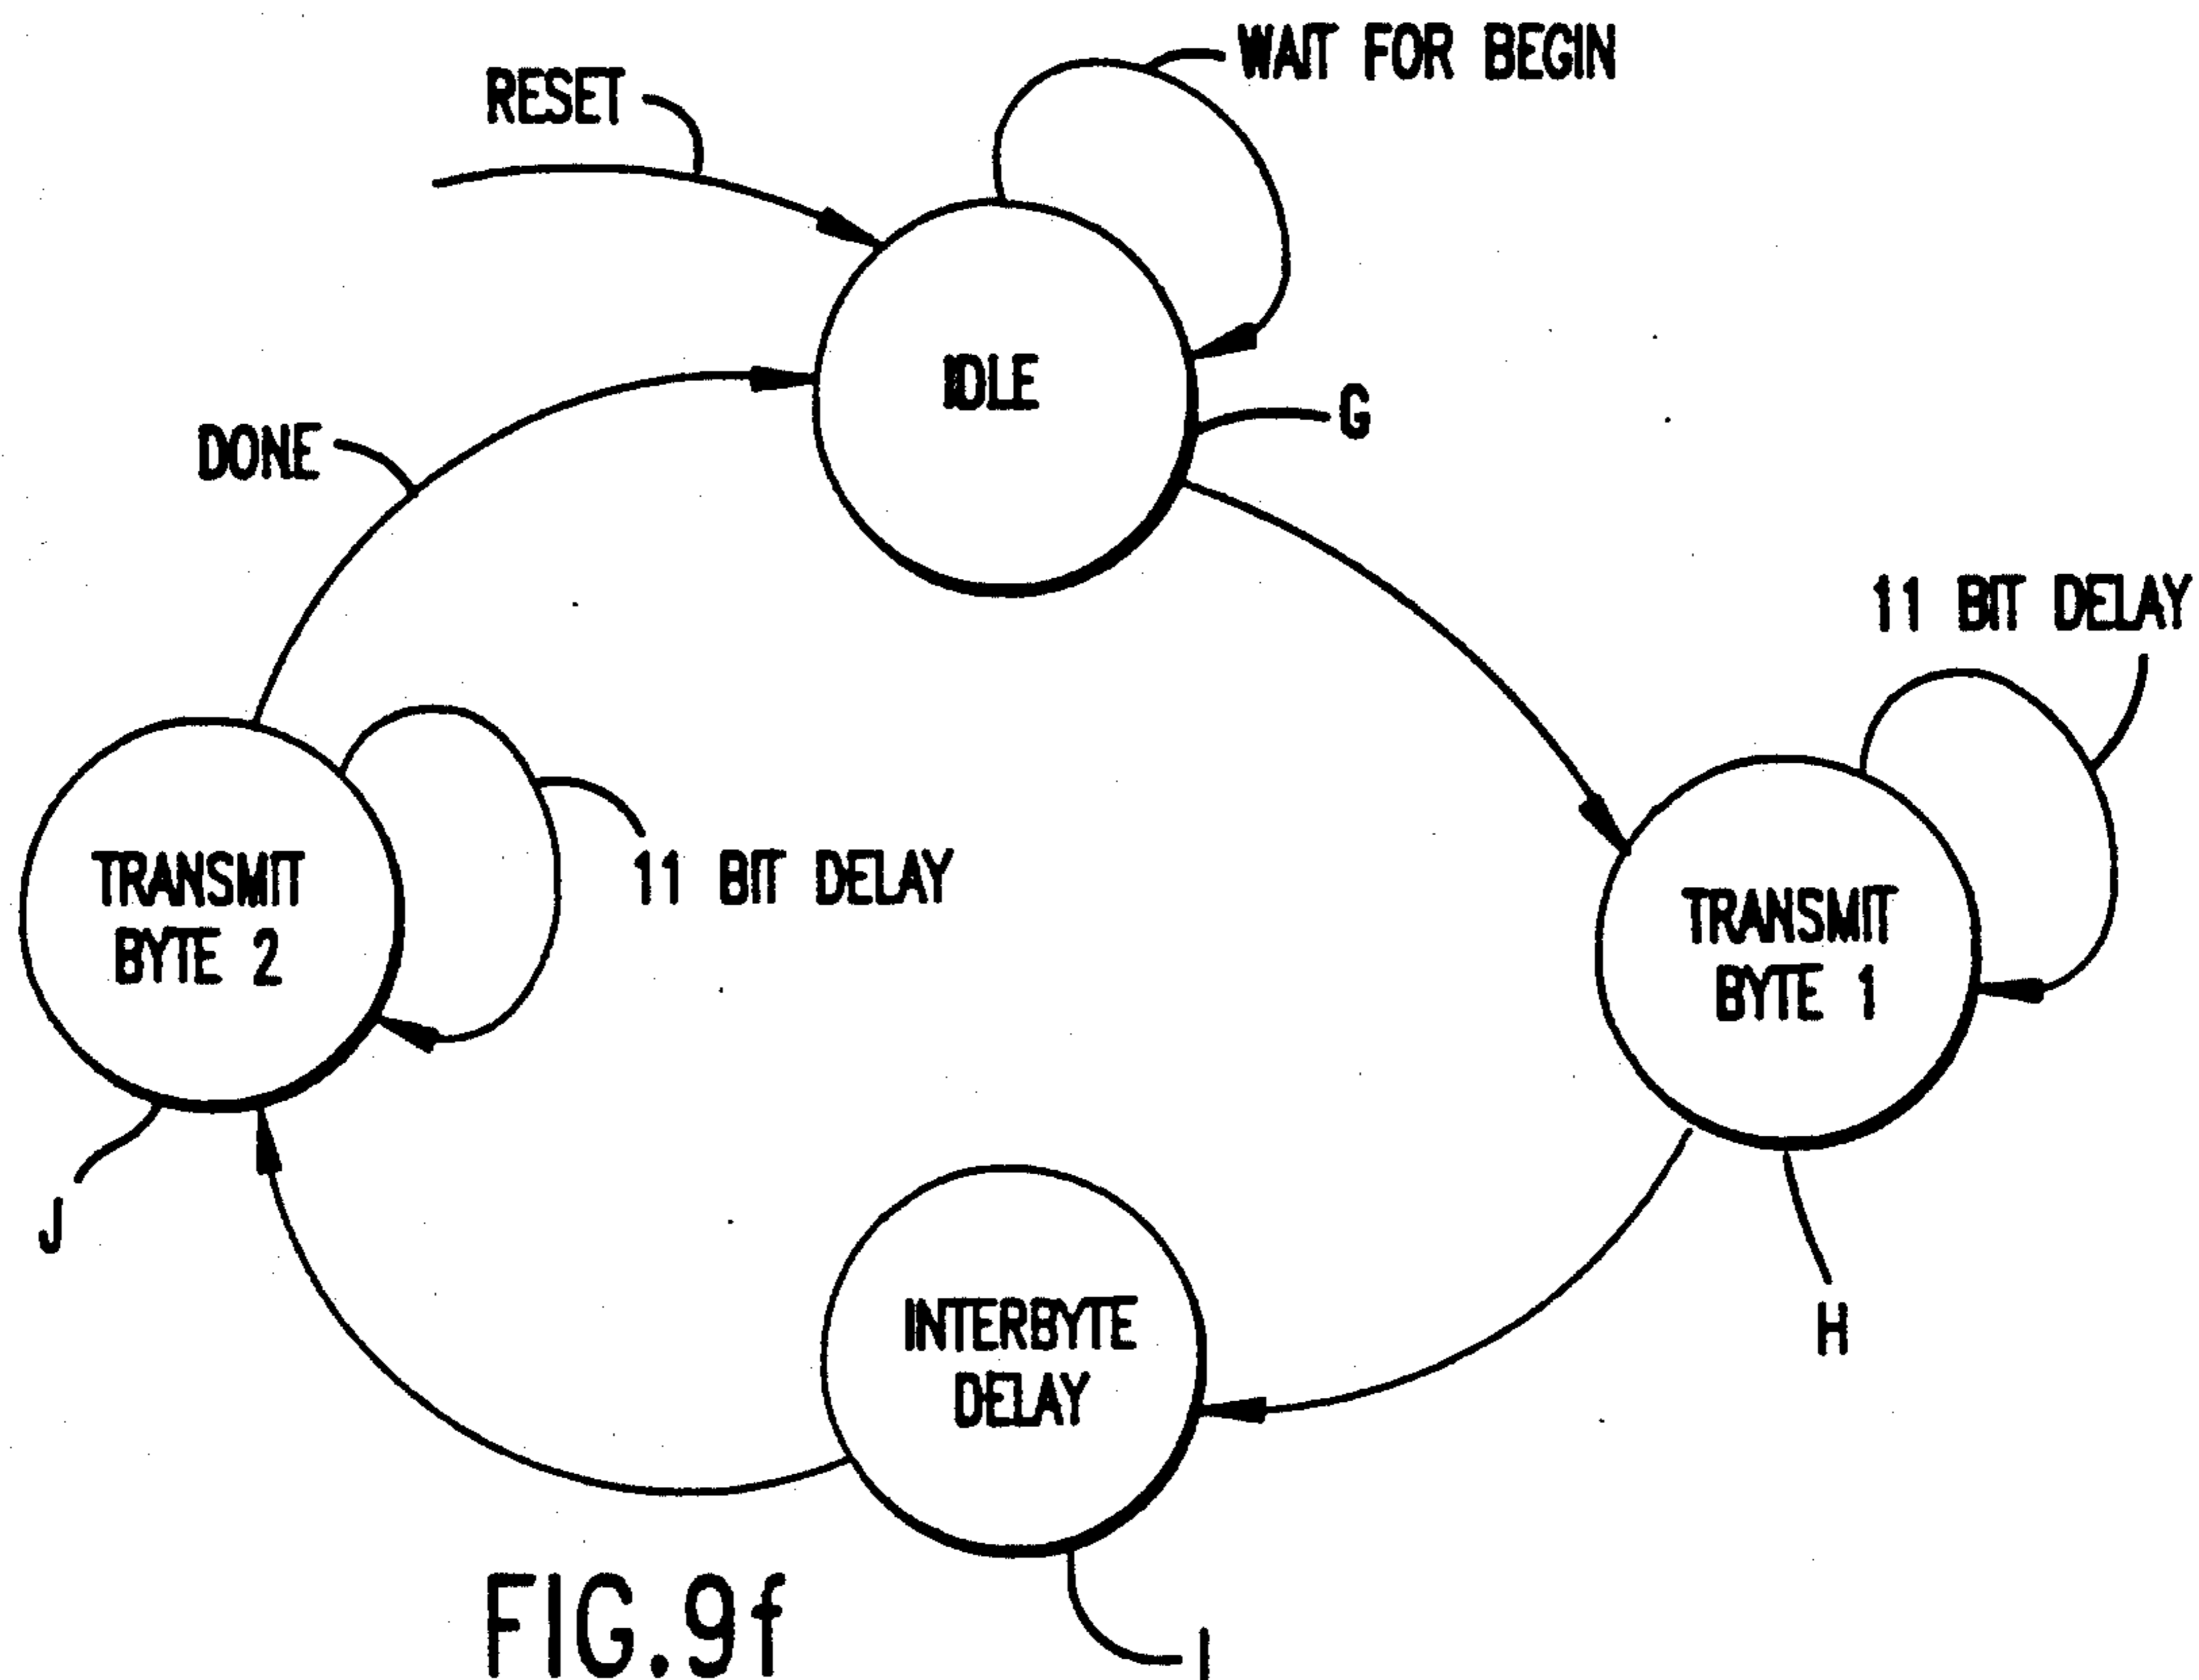 WAIT FOR BEGIN
RESET
IDLE
G
DONE
11 BIT DELAY
TRANSMIT
BYTE 2
11 BIT DELAY
TRANSMIT
BYTE 1
J
H
INTERBYTE
DELAY
I
FIG.9f